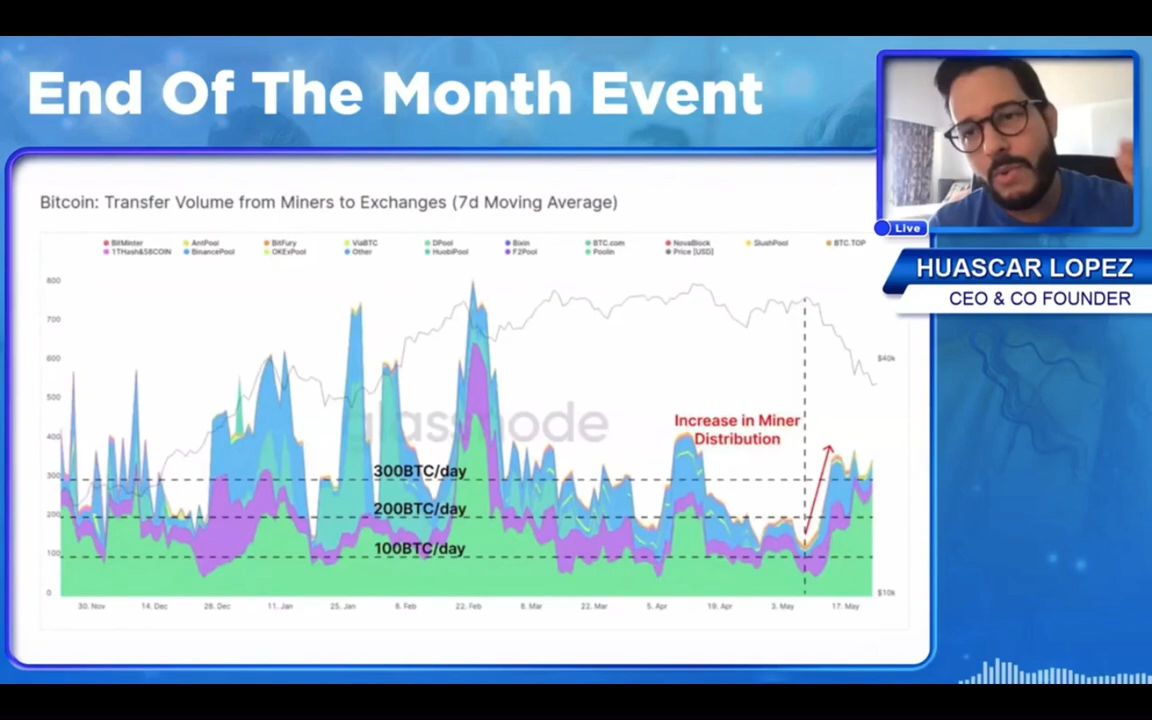 End Of The Month Event
Live
HUASCAR LOPEZ
CEO & CO FOUNDER
Bitcoin: Transfer Volume from Miners to Exchanges (7d Moving Average)
BitMinter AntPool BitFury ViaBTC DPool Bixin BTC.com NovaBlock SlushPool BTC.TOP
1THash&58COIN BinancePool OKExPool Other HuobiPool F2Pool Poolin Price [USD]
800
700
600
500
400
300
200
100
0
$40k
$10k
glassnode
Increase in Miner
Distribution
300BTC/day
200BTC/day
100BTC/day
30. Nov 14. Dec 28. Dec 11. Jan 25. Jan 8. Feb 22. Feb 8. Mar 22. Mar 5. Apr 19. Apr 3. May 17. May